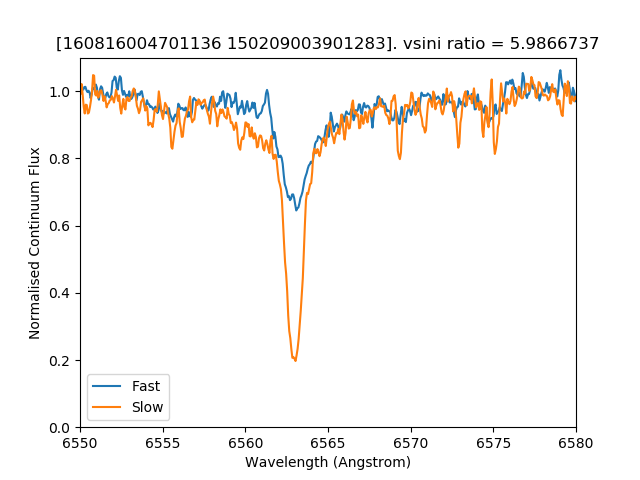 [160816004701136 150209003901283]. vsini ratio = 5.9866737
1.0
0.8
0.6
0.4
0.2
0.0
Normalised Continuum Flux
Fast
Slow
6550 6555 6560 6565 6570 6575 6580
Wavelength (Angstrom)